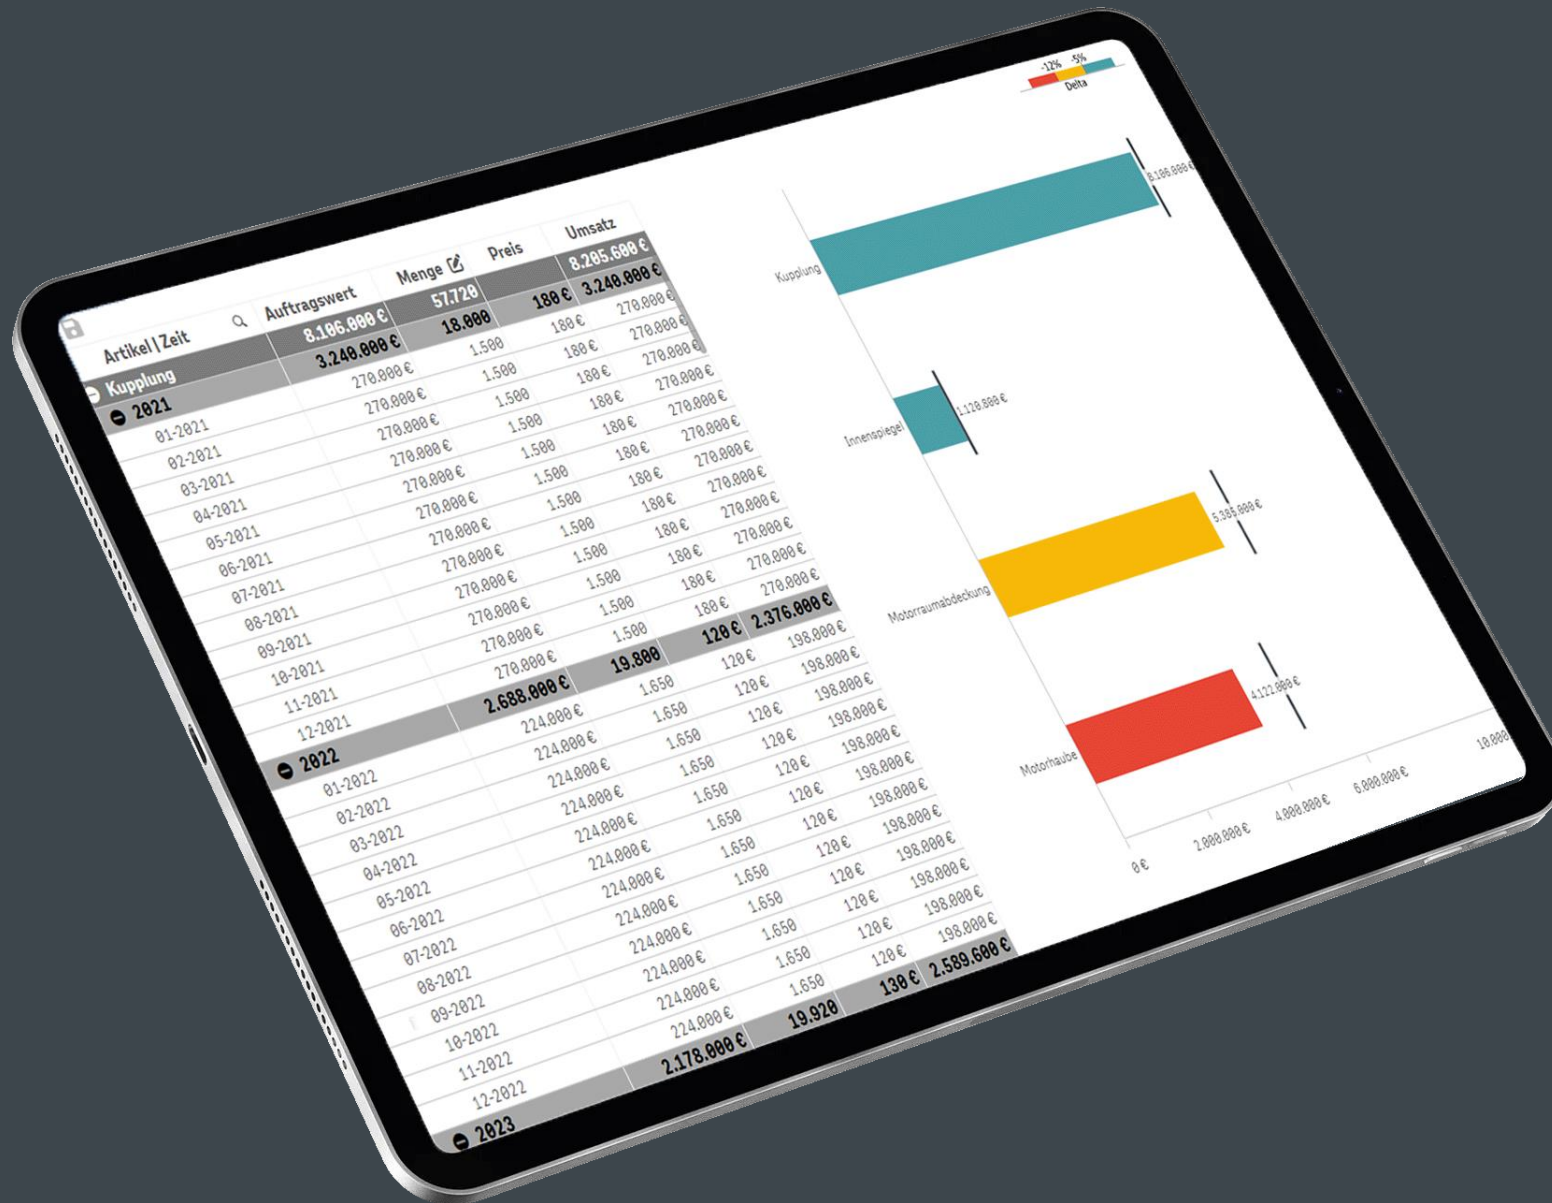 Artikel|Zeit Auftragswert Menge Preis Umsatz
Kupplung 8.106.000 € 57.720 8.205.600 €
2021 3.240.000 € 18.000 180 € 3.240.000 €
01-2021 270.000 € 1.500 180 € 270.000 €
02-2021 270.000 € 1.500 180 € 270.000 €
03-2021 270.000 € 1.500 180 € 270.000 €
04-2021 270.000 € 1.500 180 € 270.000 €
05-2021 270.000 € 1.500 180 € 270.000 €
06-2021 270.000 € 1.500 180 € 270.000 €
07-2021 270.000 € 1.500 180 € 270.000 €
08-2021 270.000 € 1.500 180 € 270.000 €
09-2021 270.000 € 1.500 180 € 270.000 €
10-2021 270.000 € 1.500 180 € 270.000 €
11-2021 270.000 € 1.500 180 € 270.000 €
12-2021 270.000 € 1.500 180 € 270.000 €
2022 2.688.000 € 19.800 120 € 2.376.000 €
01-2022 224.000 € 1.650 120 € 198.000 €
02-2022 224.000 € 1.650 120 € 198.000 €
03-2022 224.000 € 1.650 120 € 198.000 €
04-2022 224.000 € 1.650 120 € 198.000 €
05-2022 224.000 € 1.650 120 € 198.000 €
06-2022 224.000 € 1.650 120 € 198.000 €
07-2022 224.000 € 1.650 120 € 198.000 €
08-2022 224.000 € 1.650 120 € 198.000 €
09-2022 224.000 € 1.650 120 € 198.000 €
10-2022 224.000 € 1.650 120 € 198.000 €
11-2022 224.000 € 1.650 120 € 198.000 €
12-2022 224.000 € 1.650 120 € 198.000 €
2023 2.178.000 € 19.920 130 € 2.589.600 €
-12% -5%
Delta
Kupplung 8.106.000 €
Innenspiegel 1.120.800 €
Motorraumabdeckung
Motorhaube 4.122.000 €
0 € 2.000.000 € 4.000.000 € 6.000.000 € 10.000